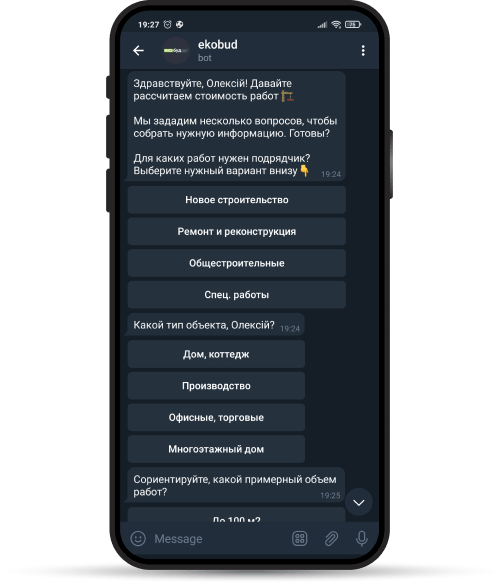 19:27
ekobud
bot
Здравствуйте, Олексій! Давайте
рассчитаем стоимость работ
Мы зададим несколько вопросов, чтобы
собрать нужную информацию. Готовы?
Для каких работ нужен подрядчик?
Выберите нужный вариант внизу
19:24
Новое строительство
Ремонт и реконструкция
Общестроительные
Спец. работы
Какой тип объекта, Олексій? 19:24
Дом, коттедж
Производство
Офисные, торговые
Многоэтажный дом
Сориентируйте, какой примерный объем
работ?
19:25
До 100 м2
Message